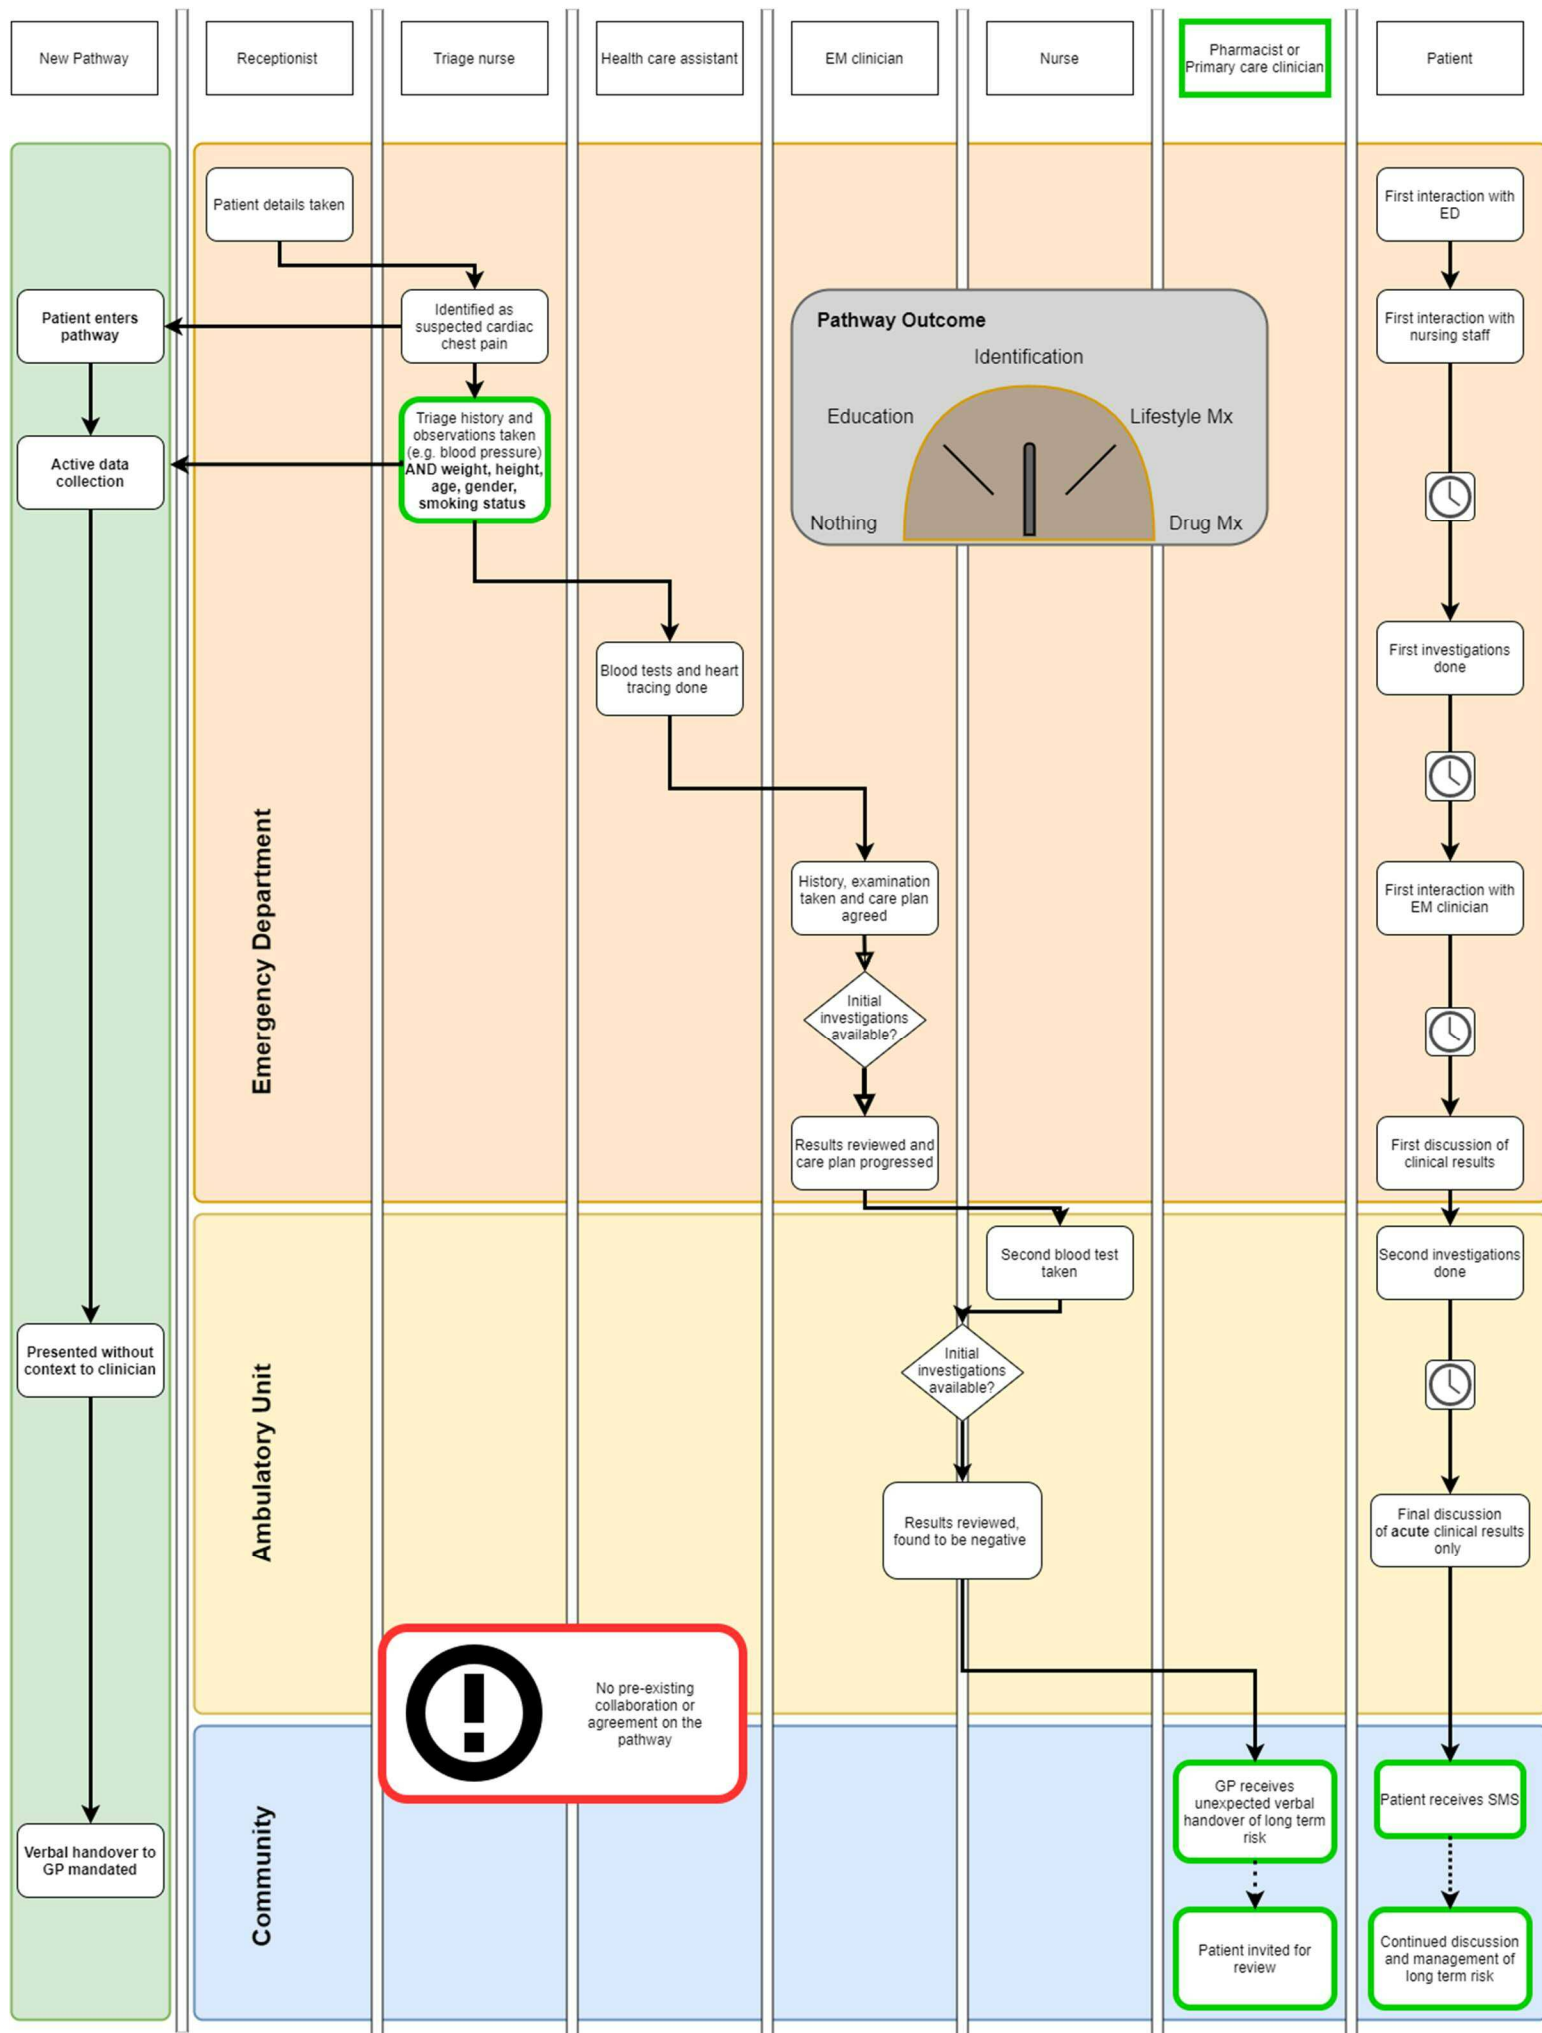 New Pathway
Receptionist
Triage nurse
Health care assistant
EM clinician
Nurse
Pharmacist or
Primary care clinician
Patient
Patient details taken
First interaction with
ED
Patient enters
pathway
Identified as
suspected cardiac
chest pain
Pathway Outcome
Identification
Education
Lifestyle Mx
Nothing
Drug Mx
First interaction with
nursing staff
Active data
collection
Triage history and
observations taken
(e.g. blood pressure)
AND weight, height,
age, gender,
smoking status
Blood tests and heart
tracing done
First investigations
done
Emergency Department
History, examination
taken and care plan
agreed
First interaction with
EM clinician
Initial
investigations
available?
Results reviewed and
care plan progressed
First discussion of
clinical results
Second blood test
taken
Second investigations
done
Presented without
context to clinician
Ambulatory Unit
Initial
investigations
available?
Results reviewed,
found to be negative
Final discussion
of acute clinical results
only
No pre-existing
collaboration or
agreement on the
pathway
Verbal handover to
GP mandated
Community
GP receives
unexpected verbal
handover of long term
risk
Patient receives SMS
Patient invited for
review
Continued discussion
and management of
long term risk